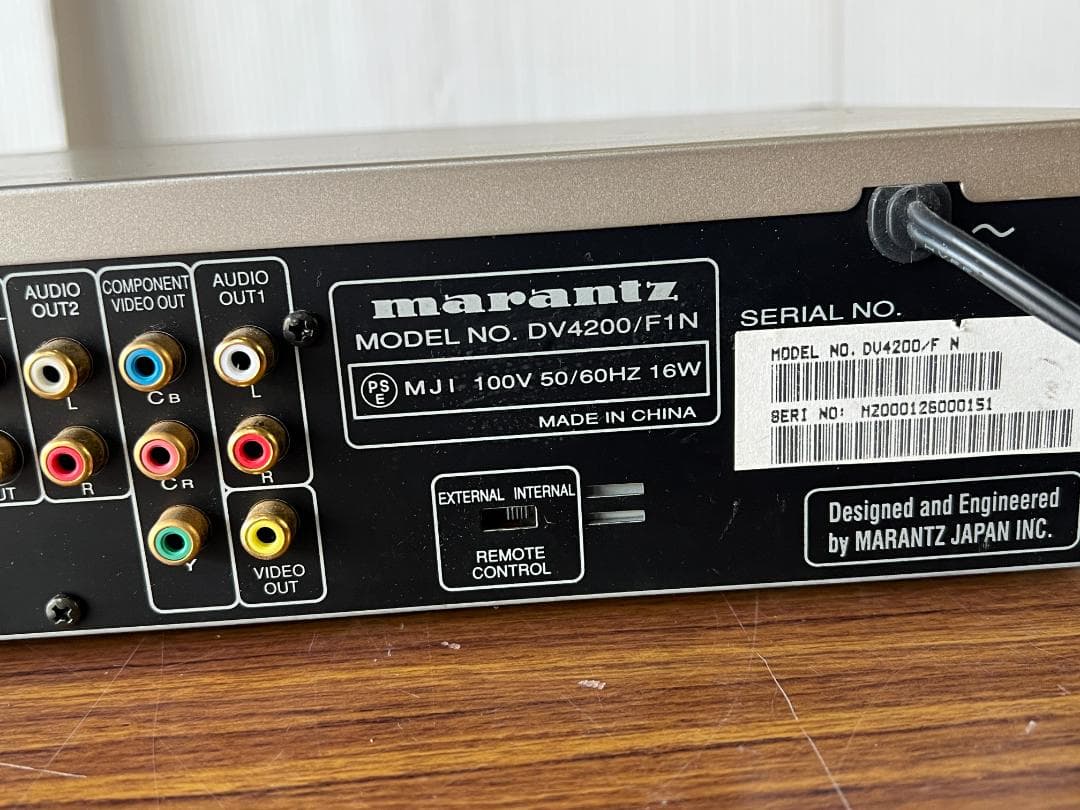 AUDIO
OUT2
L
R
COMPONENT
VIDEO OUT
CB
CR
Y
AUDIO
OUT1
L
R
VIDEO
OUT
marantz
MODEL NO. DV4200/F1N
PS
E
MJI 100V 50/60HZ 16W
MADE IN CHINA
EXTERNAL INTERNAL
REMOTE
CONTROL
SERIAL NO.
MODEL NO. DV4200/F N
SERI NO: MZ000126000151
Designed and Engineered
by MARANTZ JAPAN INC.